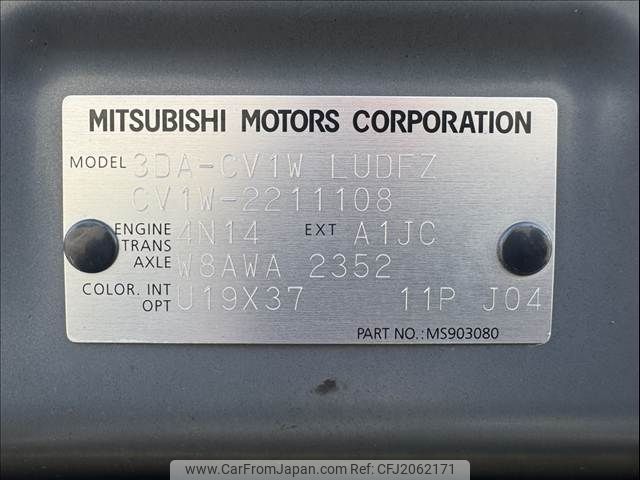 MITSUBISHI MOTORS CORPORATION
MODEL 3DA-CV1W LUDFZ
CV1W-2211108
ENGINE 4N14 EXT A1JC
TRANS
AXLE W8AWA 2352
COLOR. INT U19X37 11P J04
OPT
PART NO.: MS903080
www.CarFromJapan.com | CFJ2062171